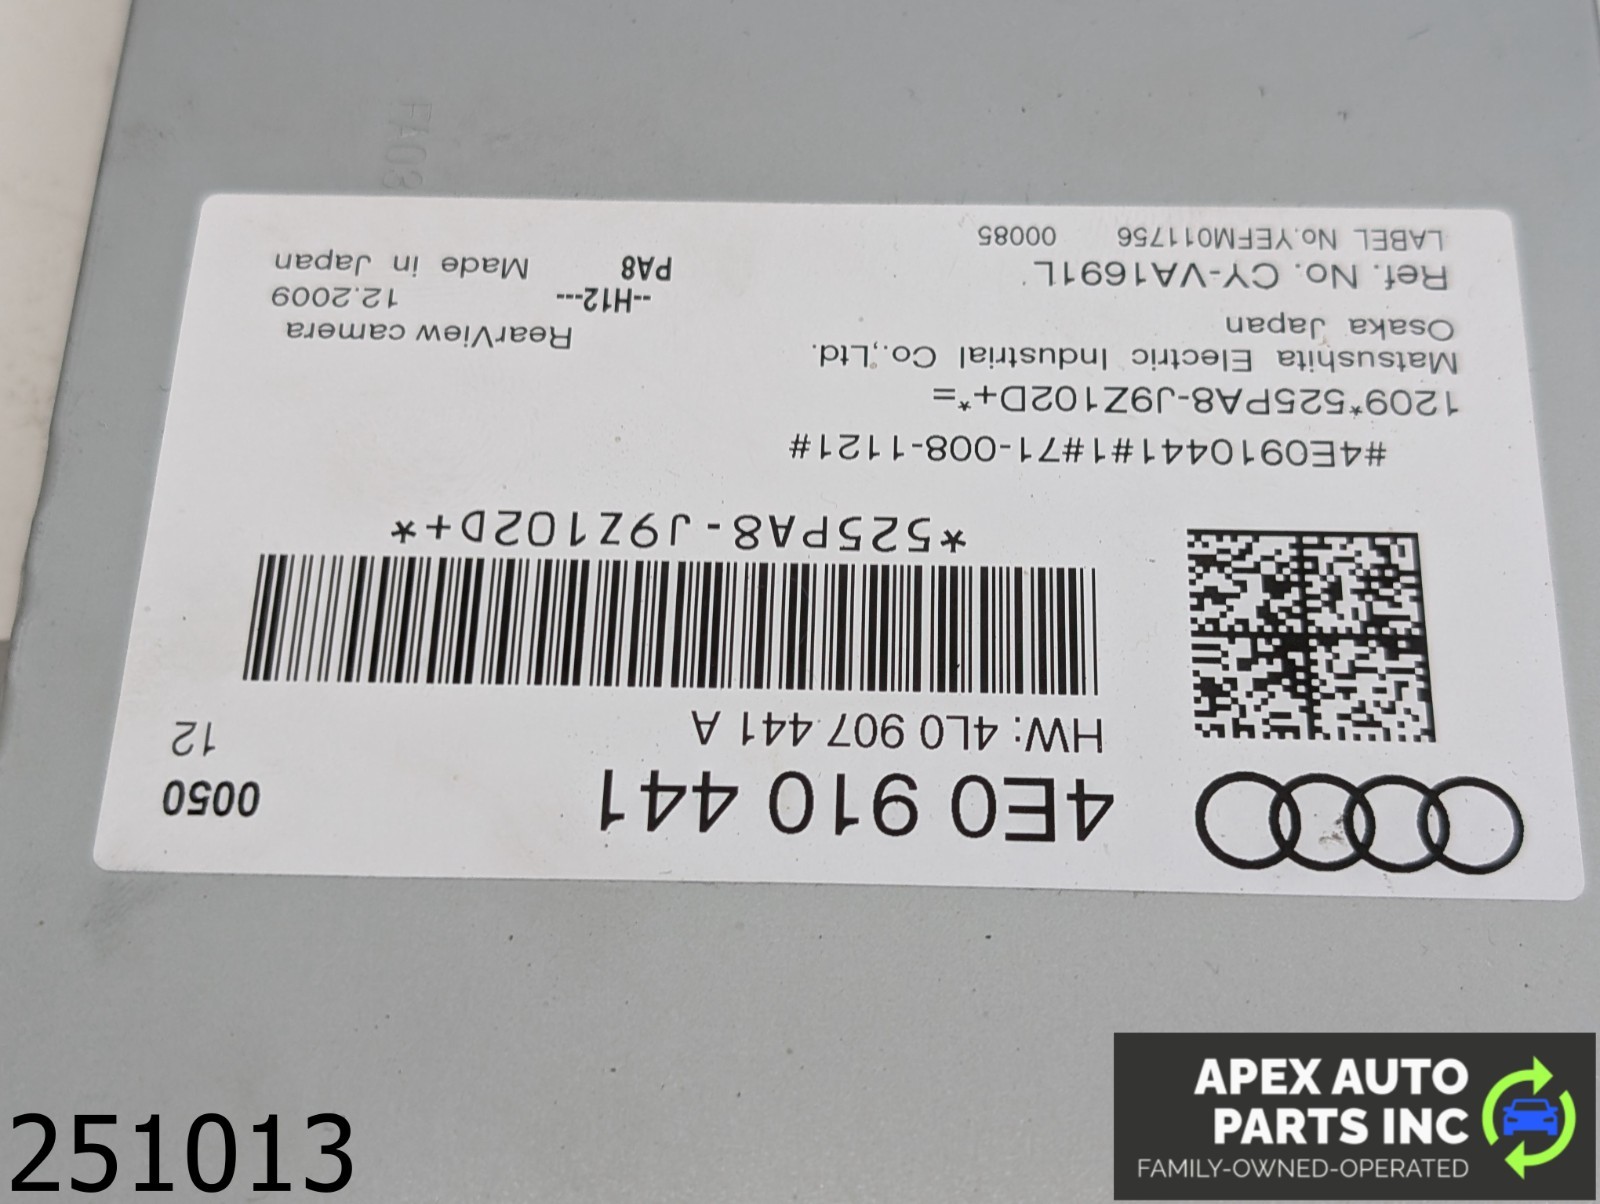 4E0 910 441
0050
HW: 4L0 907 441 A
12
*525PA8-J9Z102D+*
#4E0910441#1#71-008-1121#
1209*525PA8-J9Z102D+*=
Matsushita Electric Industrial Co.,Ltd.
Osaka Japan
RearView camera
Ref. No. CY-VA1691L
--H12---
12.2009
LABEL No.YEFM011756 00085
PA8
Made in Japan
FA03
251013
APEX AUTO
PARTS INC
FAMILY-OWNED-OPERATED